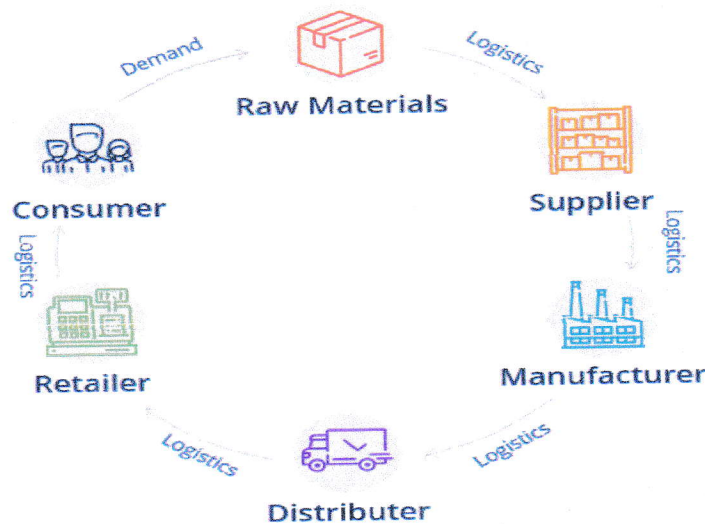 Demand
Logistics
Raw Materials
Consumer
Supplier
Logistics
Logistics
Retailer
Manufacturer
Logistics
Logistics
Distributer